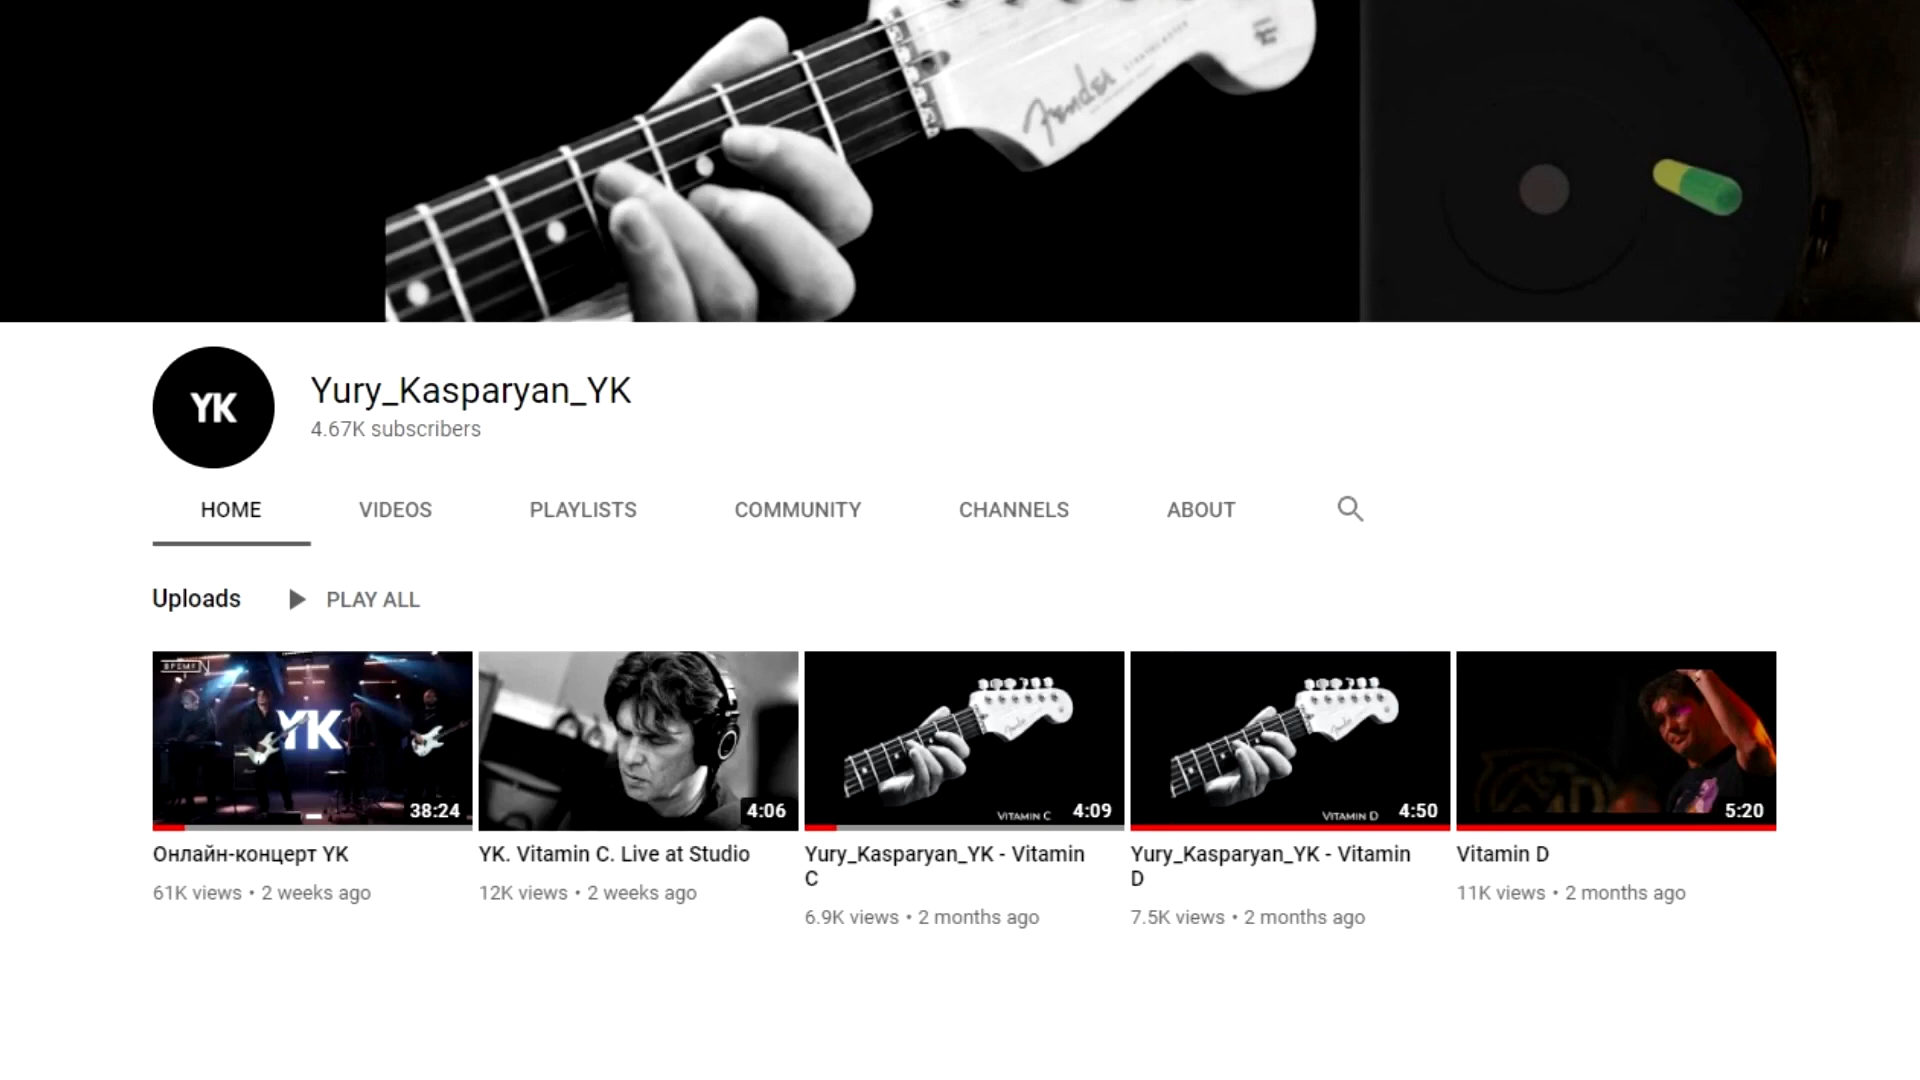 Fender
YK
Yury_Kasparyan_YK
4.67K subscribers
HOME
VIDEOS
PLAYLISTS
COMMUNITY
CHANNELS
ABOUT
Uploads
PLAY ALL
ВРЕМЯ N
YK
38:24
4:06
VITAMIN C
4:09
VITAMIN D
4:50
5:20
Онлайн-концерт YK
61K views • 2 weeks ago
YK. Vitamin C. Live at Studio
12K views • 2 weeks ago
Yury_Kasparyan_YK - Vitamin
C
6.9K views • 2 months ago
Yury_Kasparyan_YK - Vitamin
D
7.5K views • 2 months ago
Vitamin D
11K views • 2 months ago